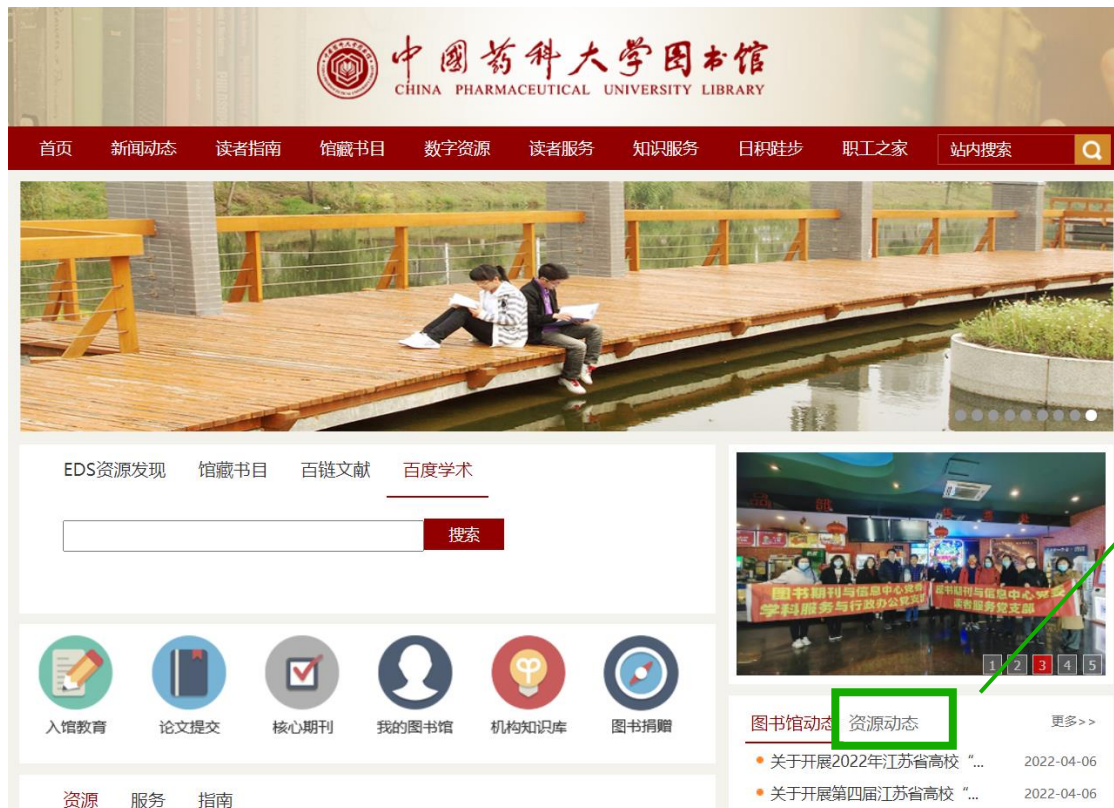 中國药科大学图书馆
CHINA PHARMACEUTICAL UNIVERSITY LIBRARY
首页 新闻动态 读者指南 馆藏书目 数字资源 读者服务 知识服务 日积跬步 职工之家 站内搜索
EDS资源发现 馆藏书目 百链文献 百度学术
搜索
图书期刊与信息中心党委
学科服务与行政办公党支部
图书期刊与信息中心党委
读者服务党支部
1 2 3 4 5
入馆教育 论文提交 核心期刊 我的图书馆 机构知识库 图书捐赠
图书馆动态 资源动态 更多>>
关于开展2022年江苏省高校“... 2022-04-06
关于开展第四届江苏省高校“... 2022-04-06
资源 服务 指南